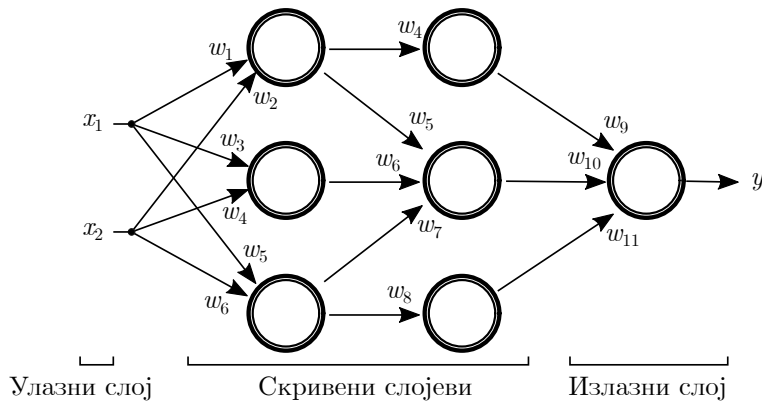 w₁
w₄
w₂
x₁
w₃
w₅
w₉
w₆
w₁₀
y
w₄
x₂
w₇
w₁₁
w₅
w₆
w₈
Улазни слој
Скривени слојеви
Излазни слој